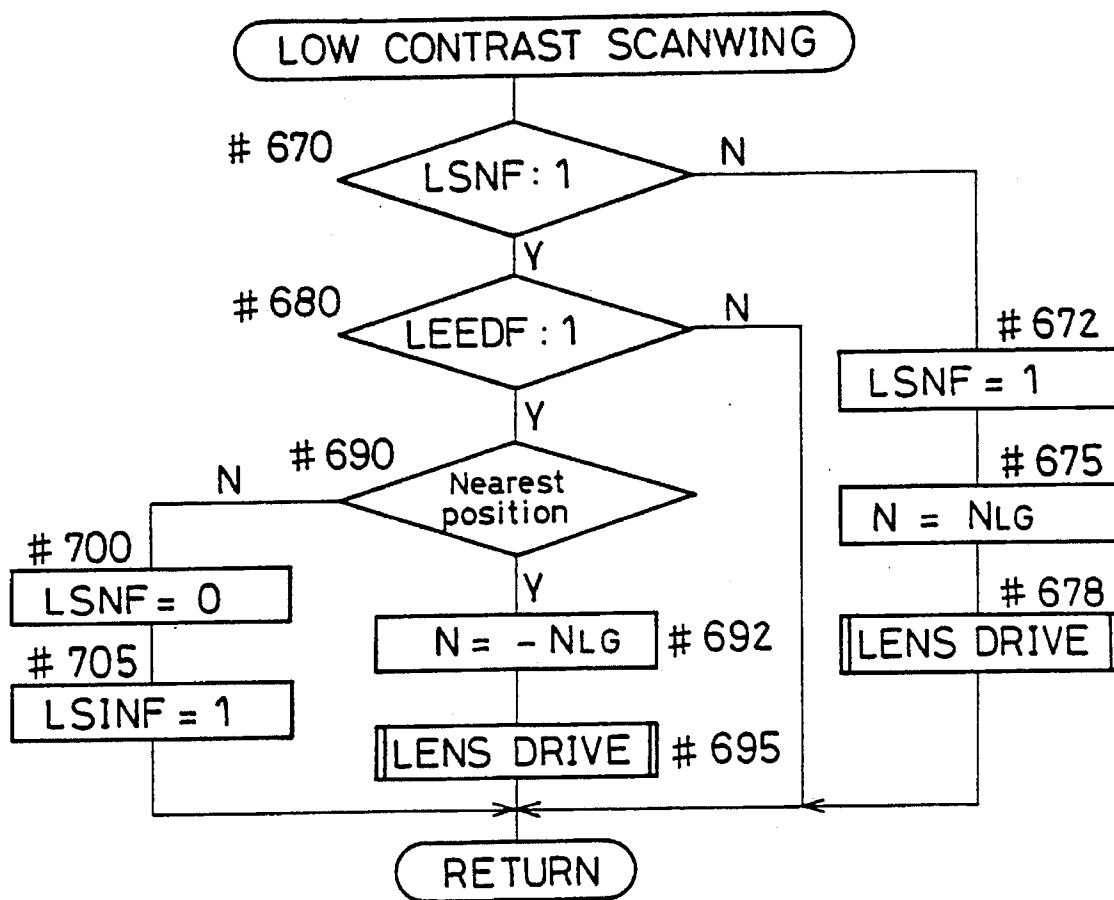 LOW CONTRAST SCANWING
# 670
LSNF : 1
N
Y
# 680
LEEDF : 1
N
# 672
LSNF = 1
Y
# 690
Nearest
position
N
# 675
N = NLG
# 700
LSNF = 0
Y
# 678
LENS DRIVE
N = - NLG
# 692
# 705
LSINF = 1
LENS DRIVE
# 695
RETURN